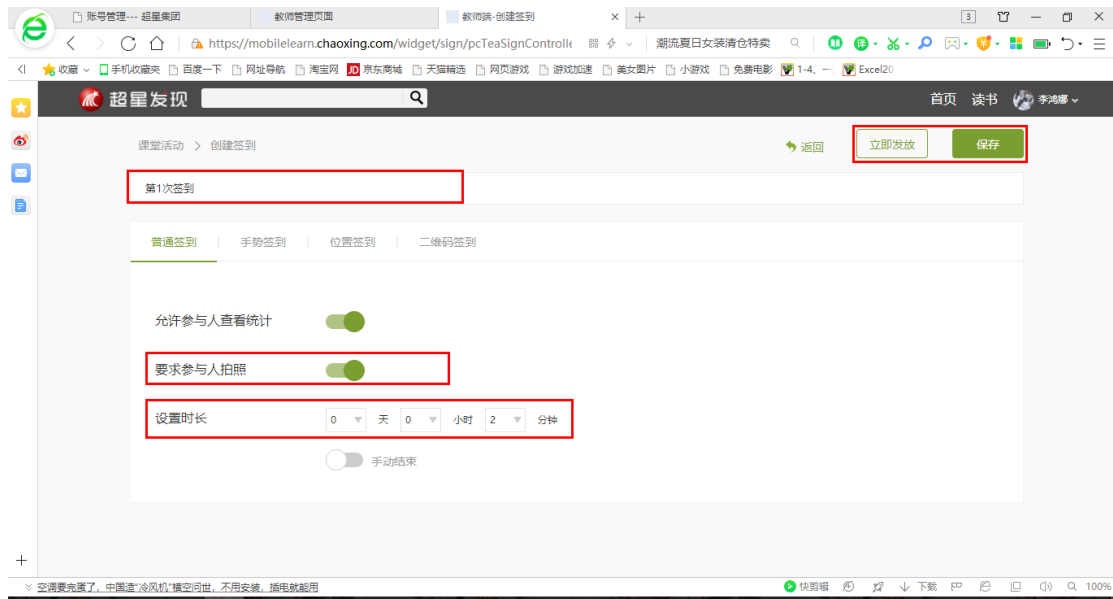 账号管理--- 超星集团 教师管理页面 教师端-创建签到 × + 3
https://mobilelearn.chaoxing.com/widget/sign/pcTeaSignControlle 潮流夏日女装清仓特卖 译
收藏 手机收藏夹 百度一下 网址导航 淘宝网 JD 京东商城 天猫精选 网页游戏 游戏加速 美女图片 小游戏 免费电影 1-4、一 Excel20
超星发现 首页 读书 李鸿娜
课堂活动 > 创建签到 返回 立即发放 保存
第1次签到
普通签到 手势签到 位置签到 二维码签到
允许参与人查看统计
要求参与人拍照
设置时长 0 天 0 小时 2 分钟
手动结束
空调要完蛋了，中国造"冷风机"横空问世，不用安装，插电就能用 快剪辑 下载 100%